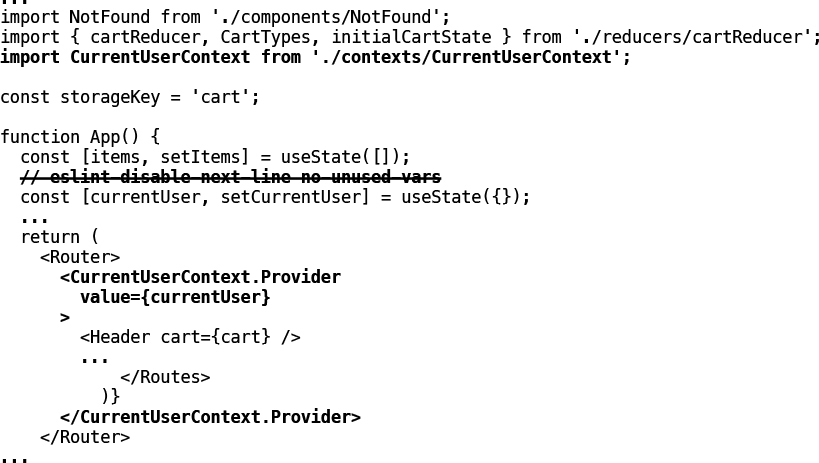 ...
import NotFound from './components/NotFound';
import { cartReducer, CartTypes, initialCartState } from './reducers/cartReducer';
import CurrentUserContext from './contexts/CurrentUserContext';
const storageKey = 'cart';
function App() {
  const [items, setItems] = useState([]);
  // eslint-disable-next-line no-unused-vars
  const [currentUser, setCurrentUser] = useState({});
  ...
  return (
    <Router>
      <CurrentUserContext.Provider
        value={currentUser}
      >
        <Header cart={cart} />
        ...
            </Routes>
          )}
      </CurrentUserContext.Provider>
    </Router>
...